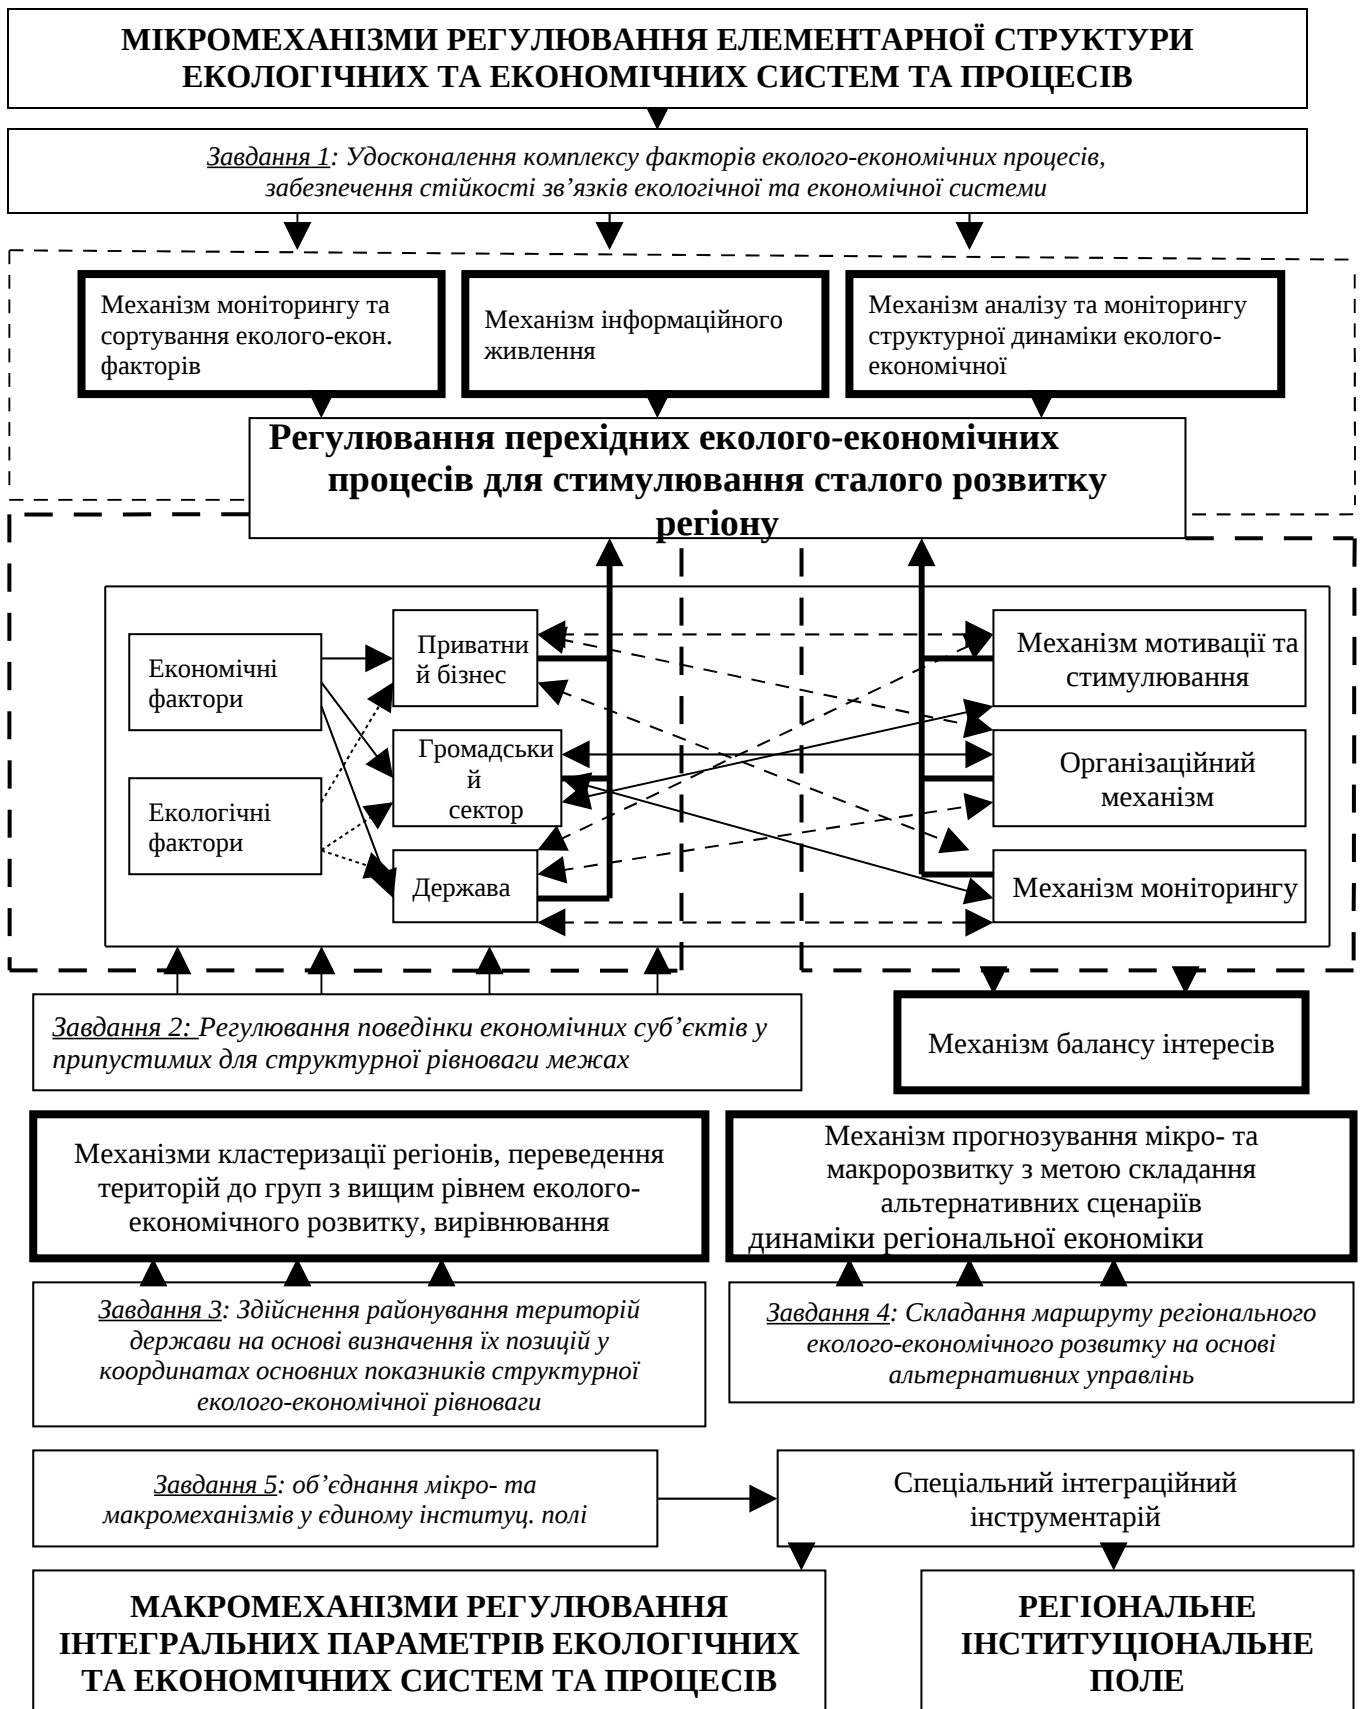 МІКРОМЕХАНІЗМИ РЕГУЛЮВАННЯ ЕЛЕМЕНТАРНОЇ СТРУКТУРИ
ЕКОЛОГІЧНИХ ТА ЕКОНОМІЧНИХ СИСТЕМ ТА ПРОЦЕСІВ
Завдання 1: Удосконалення комплексу факторів еколого-економічних процесів,
забезпечення стійкості зв’язків екологічної та економічної системи
Механізм моніторингу та
сортування еколого-екон.
факторів
Механізм інформаційного
живлення
Механізм аналізу та моніторингу
структурної динаміки еколого-
економічної
Регулювання перехідних еколого-економічних
процесів для стимулювання сталого розвитку
регіону
Економічні
фактори
Екологічні
фактори
Приватни
й бізнес
Громадськи
й
сектор
Держава
Механізм мотивації та
стимулювання
Організаційний
механізм
Механізм моніторингу
Завдання 2: Регулювання поведінки економічних суб’єктів у
припустимих для структурної рівноваги межах
Механізм балансу інтересів
Механізми кластеризації регіонів, переведення
територій до груп з вищим рівнем еколого-
економічного розвитку, вирівнювання
Механізм прогнозування мікро- та
макророзвитку з метою складання
альтернативних сценаріїв
динаміки регіональної економіки
Завдання 3: Здійснення районування територій
держави на основі визначення їх позицій у
координатах основних показників структурної
еколого-економічної рівноваги
Завдання 4: Складання маршруту регіонального
еколого-економічного розвитку на основі
альтернативних управлінь
Завдання 5: об’єднання мікро- та
макромеханізмів у єдиному институц. полі
Спеціальний інтеграційний
інструментарій
МАКРОМЕХАНІЗМИ РЕГУЛЮВАННЯ
ІНТЕГРАЛЬНИХ ПАРАМЕТРІВ ЕКОЛОГІЧНИХ
ТА ЕКОНОМІЧНИХ СИСТЕМ ТА ПРОЦЕСІВ
РЕГІОНАЛЬНЕ
ІНСТИТУЦІОНАЛЬНЕ
ПОЛЕ